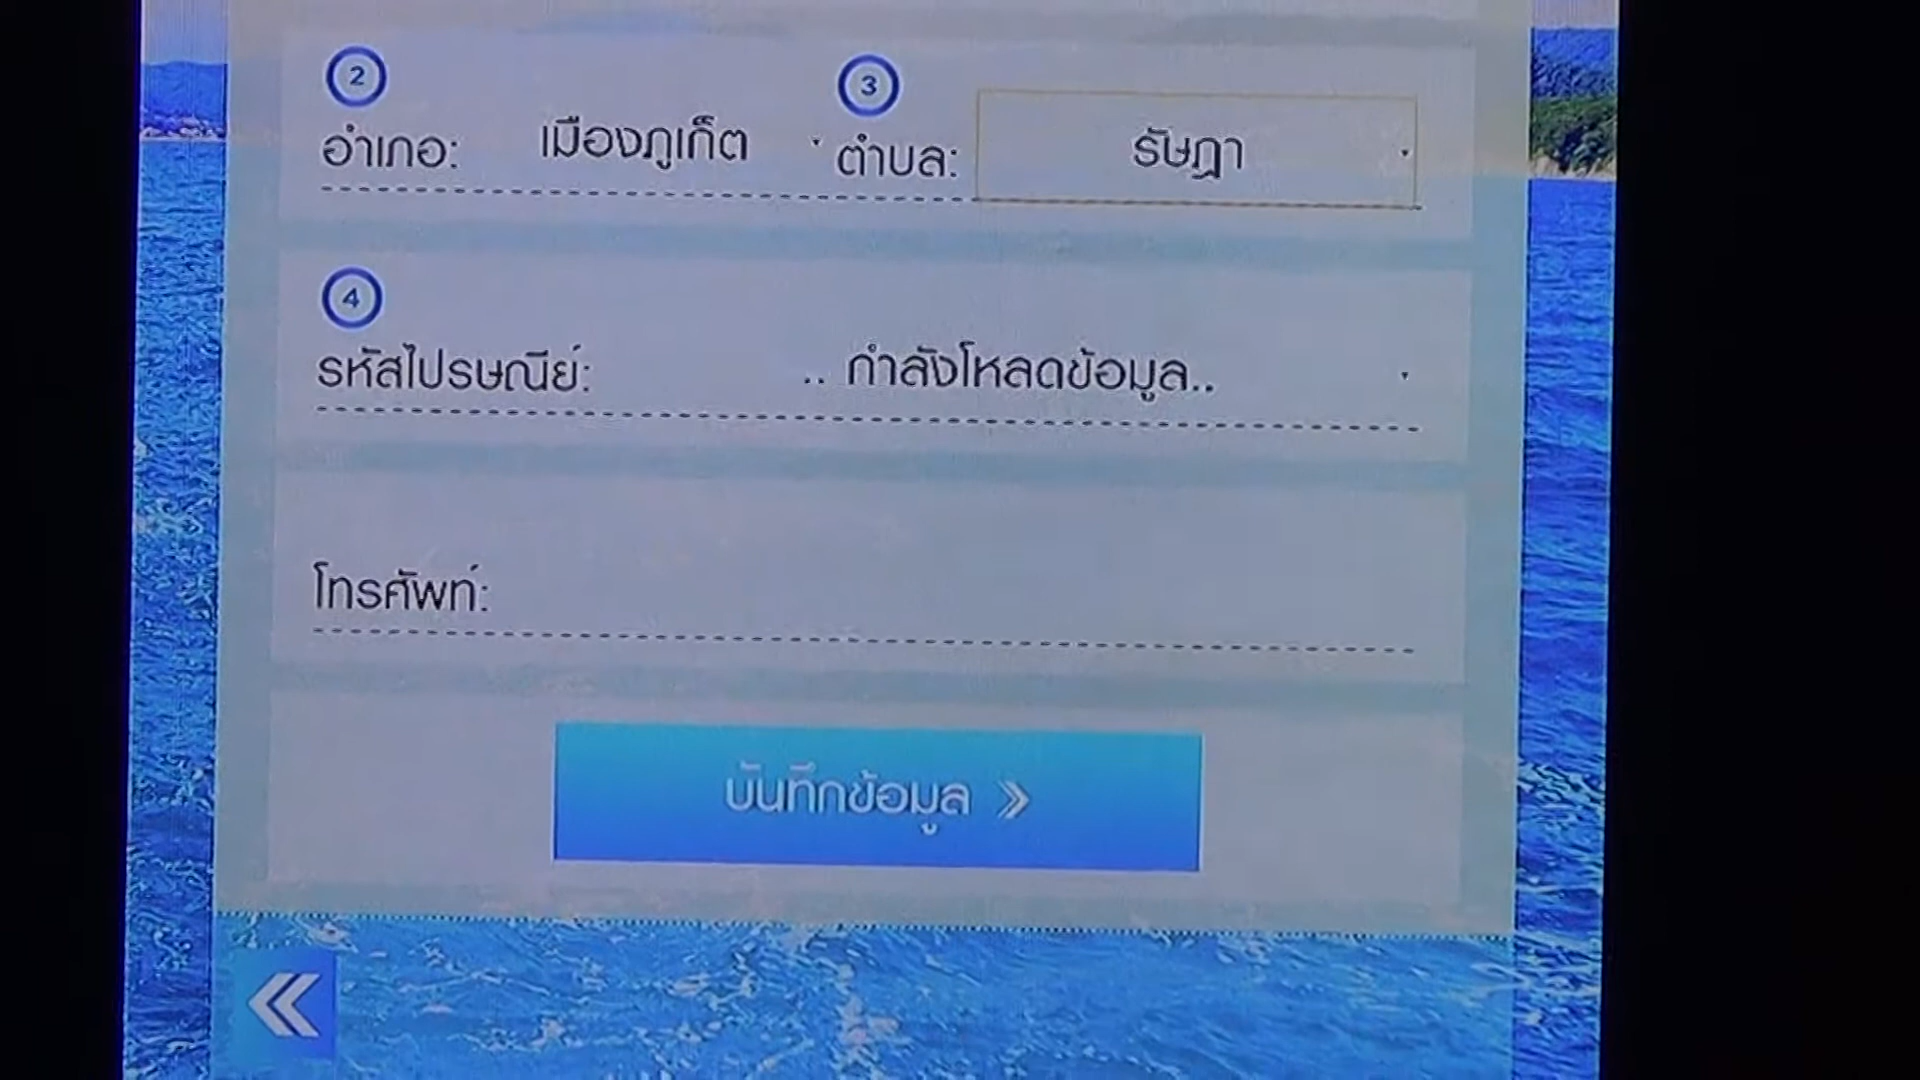 2
อำเภอ: เมืองภูเก็ต
3
ตำบล: รัษฎา
4
รหัสไปรษณีย์: .. กำลังโหลดข้อมูล..
โทรศัพท์:
บันทึกข้อมูล »